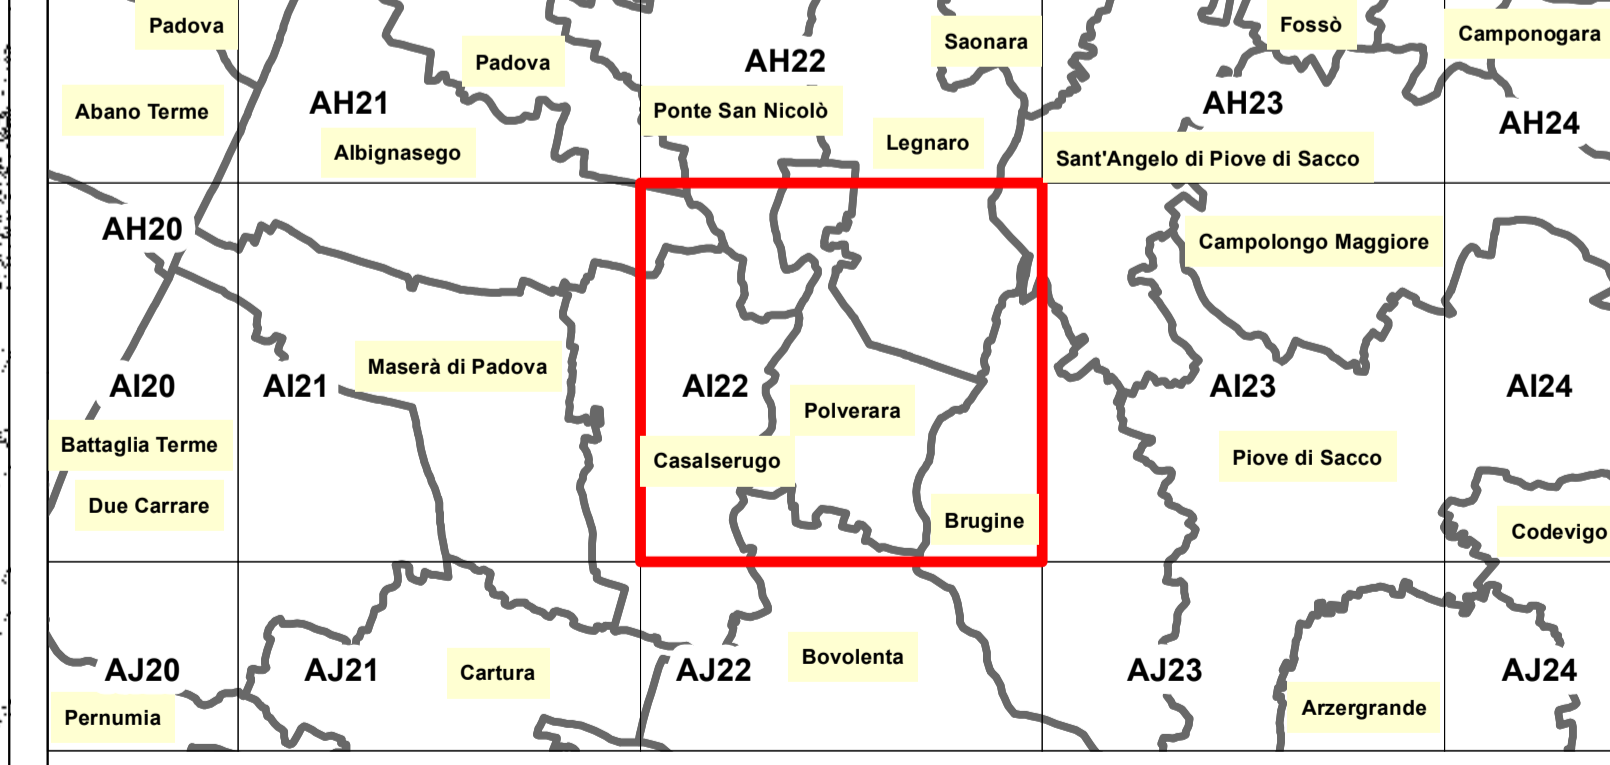 Padova
Padova
AH22
Saonara
Fossò
Camponogara
Abano Terme
AH21
Ponte San Nicolò
AH23
AH24
Albignasego
Legnaro
Sant'Angelo di Piove di Sacco
AH20
Campolongo Maggiore
AI20
AI21
Maserà di Padova
AI22
Polverara
AI23
AI24
Battaglia Terme
Casalserugo
Piove di Sacco
Due Carrare
Brugine
Codevigo
AJ20
AJ21
Cartura
AJ22
Bovolenta
AJ23
AJ24
Pernumia
Arzergrande